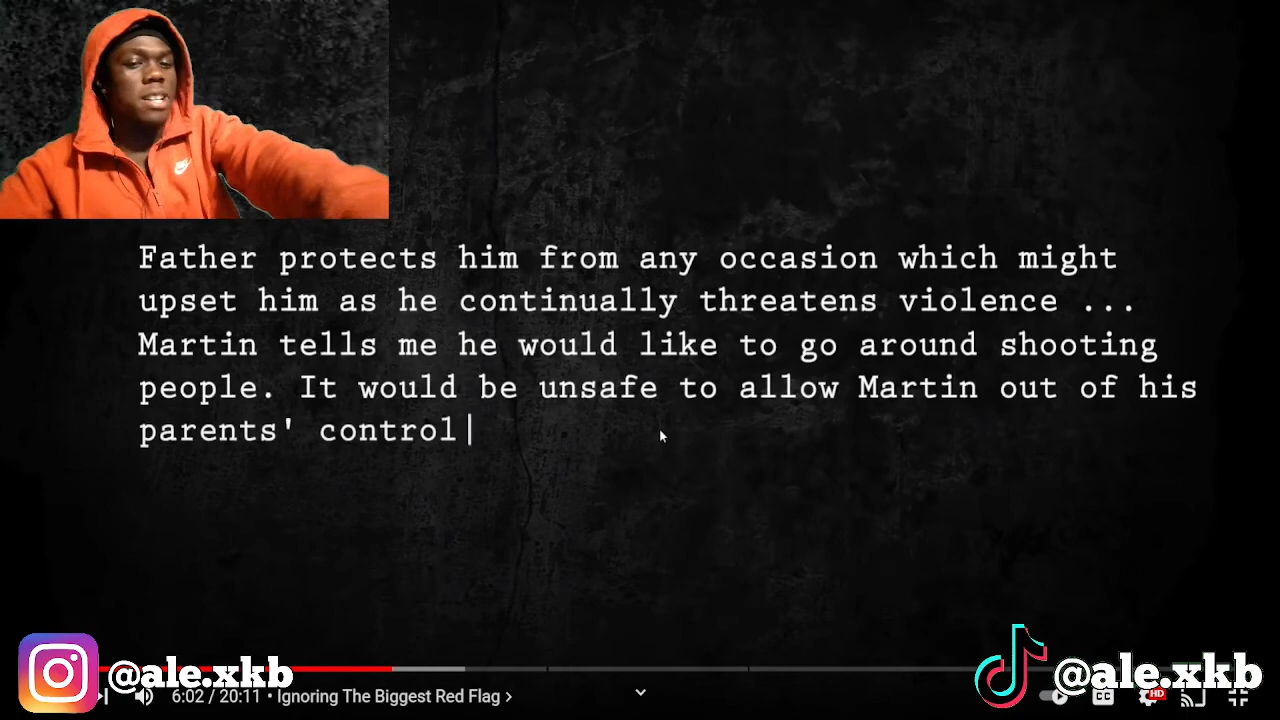 Father protects him from any occasion which might
upset him as he continually threatens violence ...
Martin tells me he would like to go around shooting
people. It would be unsafe to allow Martin out of his
parents' control|
@ale.xkb
@ale.xkb
6:02 / 20:11 • Ignoring The Biggest Red Flag ›
CC
HD